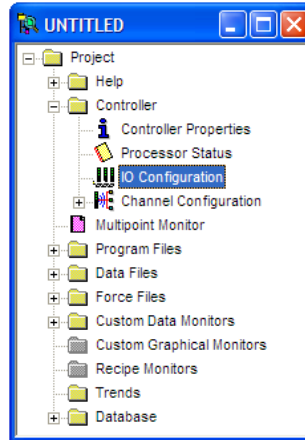 UNTITLED
Project
Help
Controller
Controller Properties
Processor Status
IO Configuration
Channel Configuration
Multipoint Monitor
Program Files
Data Files
Force Files
Custom Data Monitors
Custom Graphical Monitors
Recipe Monitors
Trends
Database